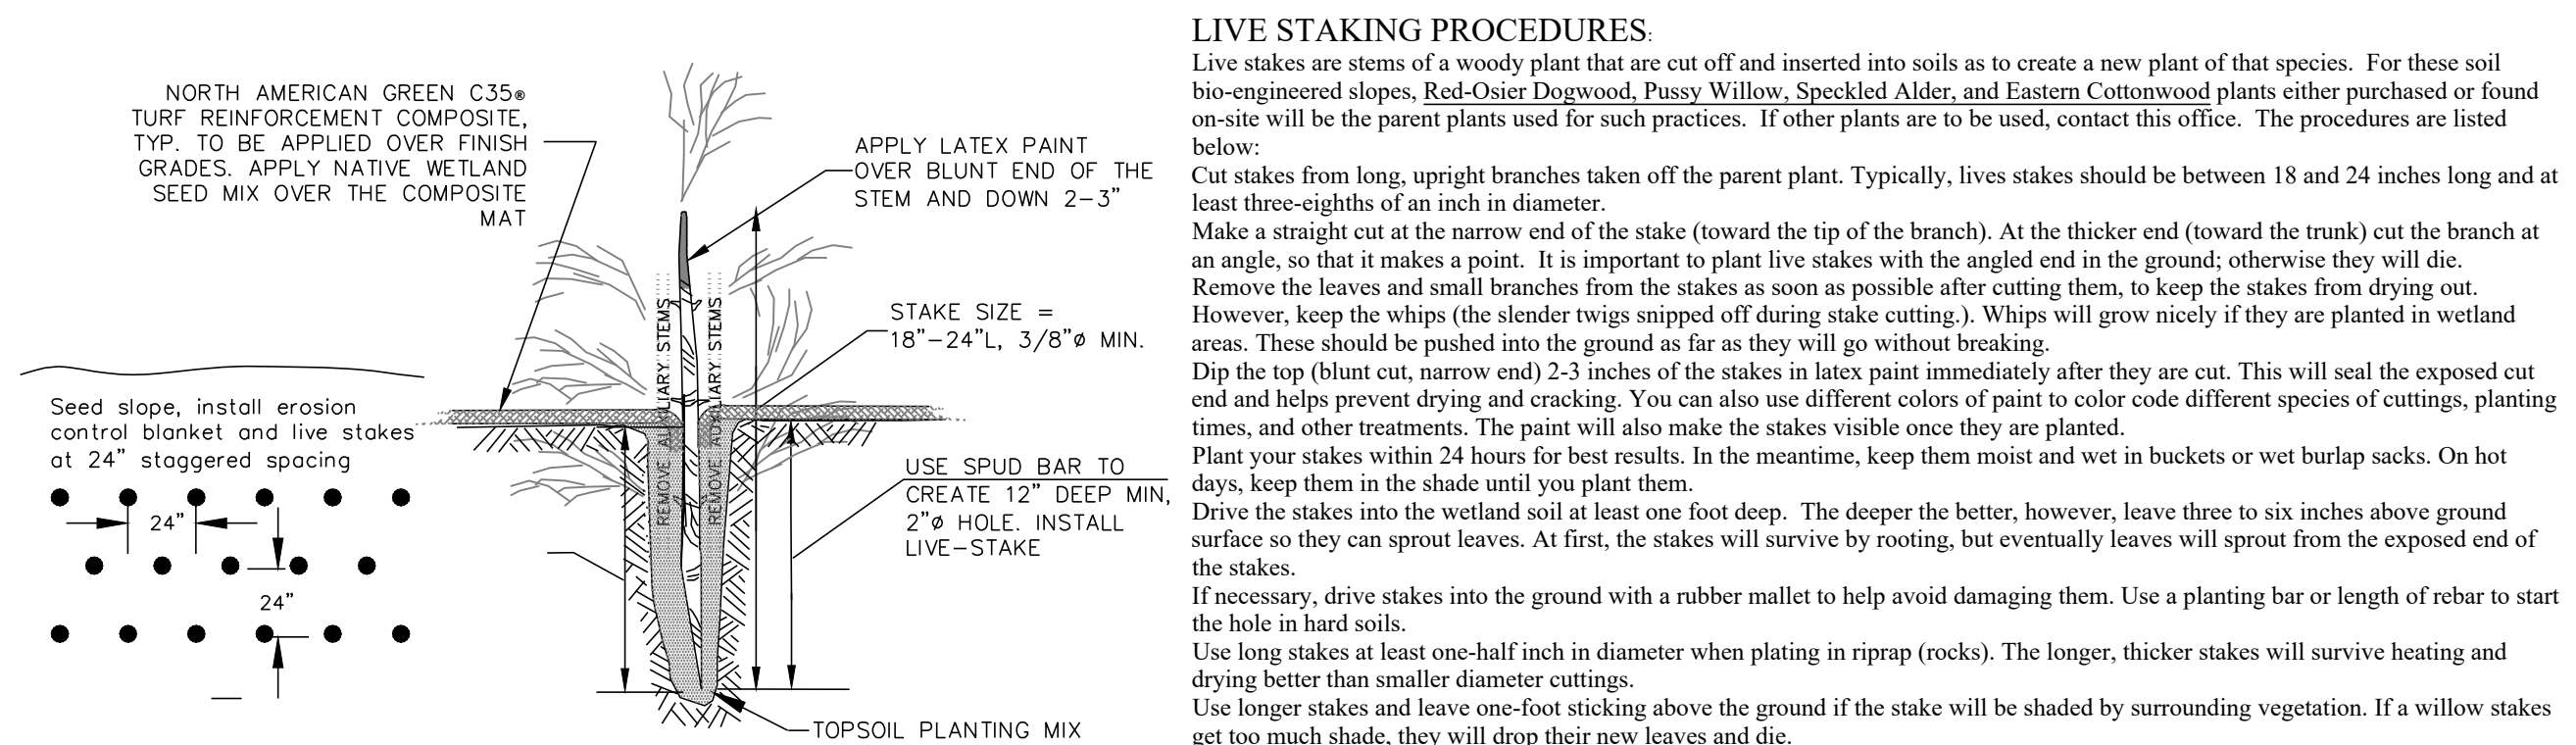 NORTH AMERICAN GREEN C35®
TURF REINFORCEMENT COMPOSITE,
TYP. TO BE APPLIED OVER FINISH
GRADES. APPLY NATIVE WETLAND
SEED MIX OVER THE COMPOSITE
MAT
APPLY LATEX PAINT
OVER BLUNT END OF THE
STEM AND DOWN 2-3"
STAKE SIZE =
18"-24"L, 3/8"ø MIN.
REMOVE AUXILIARY STEMS
REMOVE AUXILIARY STEMS
USE SPUD BAR TO
CREATE 12" DEEP MIN,
2"ø HOLE. INSTALL
LIVE-STAKE
TOPSOIL PLANTING MIX
Seed slope, install erosion
control blanket and live stakes
at 24" staggered spacing
24"
24"
LIVE STAKING PROCEDURES:
Live stakes are stems of a woody plant that are cut off and inserted into soils as to create a new plant of that species.  For these soil
bio-engineered slopes, Red-Osier Dogwood, Pussy Willow, Speckled Alder, and Eastern Cottonwood plants either purchased or found
on-site will be the parent plants used for such practices.  If other plants are to be used, contact this office.  The procedures are listed
below:
Cut stakes from long, upright branches taken off the parent plant. Typically, lives stakes should be between 18 and 24 inches long and at
least three-eighths of an inch in diameter.
Make a straight cut at the narrow end of the stake (toward the tip of the branch). At the thicker end (toward the trunk) cut the branch at
an angle, so that it makes a point.  It is important to plant live stakes with the angled end in the ground; otherwise they will die.
Remove the leaves and small branches from the stakes as soon as possible after cutting them, to keep the stakes from drying out.
However, keep the whips (the slender twigs snipped off during stake cutting.). Whips will grow nicely if they are planted in wetland
areas. These should be pushed into the ground as far as they will go without breaking.
Dip the top (blunt cut, narrow end) 2-3 inches of the stakes in latex paint immediately after they are cut. This will seal the exposed cut
end and helps prevent drying and cracking. You can also use different colors of paint to color code different species of cuttings, planting
times, and other treatments. The paint will also make the stakes visible once they are planted.
Plant your stakes within 24 hours for best results. In the meantime, keep them moist and wet in buckets or wet burlap sacks. On hot
days, keep them in the shade until you plant them.
Drive the stakes into the wetland soil at least one foot deep.  The deeper the better, however, leave three to six inches above ground
surface so they can sprout leaves. At first, the stakes will survive by rooting, but eventually leaves will sprout from the exposed end of
the stakes.
If necessary, drive stakes into the ground with a rubber mallet to help avoid damaging them. Use a planting bar or length of rebar to start
the hole in hard soils.
Use long stakes at least one-half inch in diameter when plating in riprap (rocks). The longer, thicker stakes will survive heating and
drying better than smaller diameter cuttings.
Use longer stakes and leave one-foot sticking above the ground if the stake will be shaded by surrounding vegetation. If a willow stakes
get too much shade, they will drop their new leaves and die.